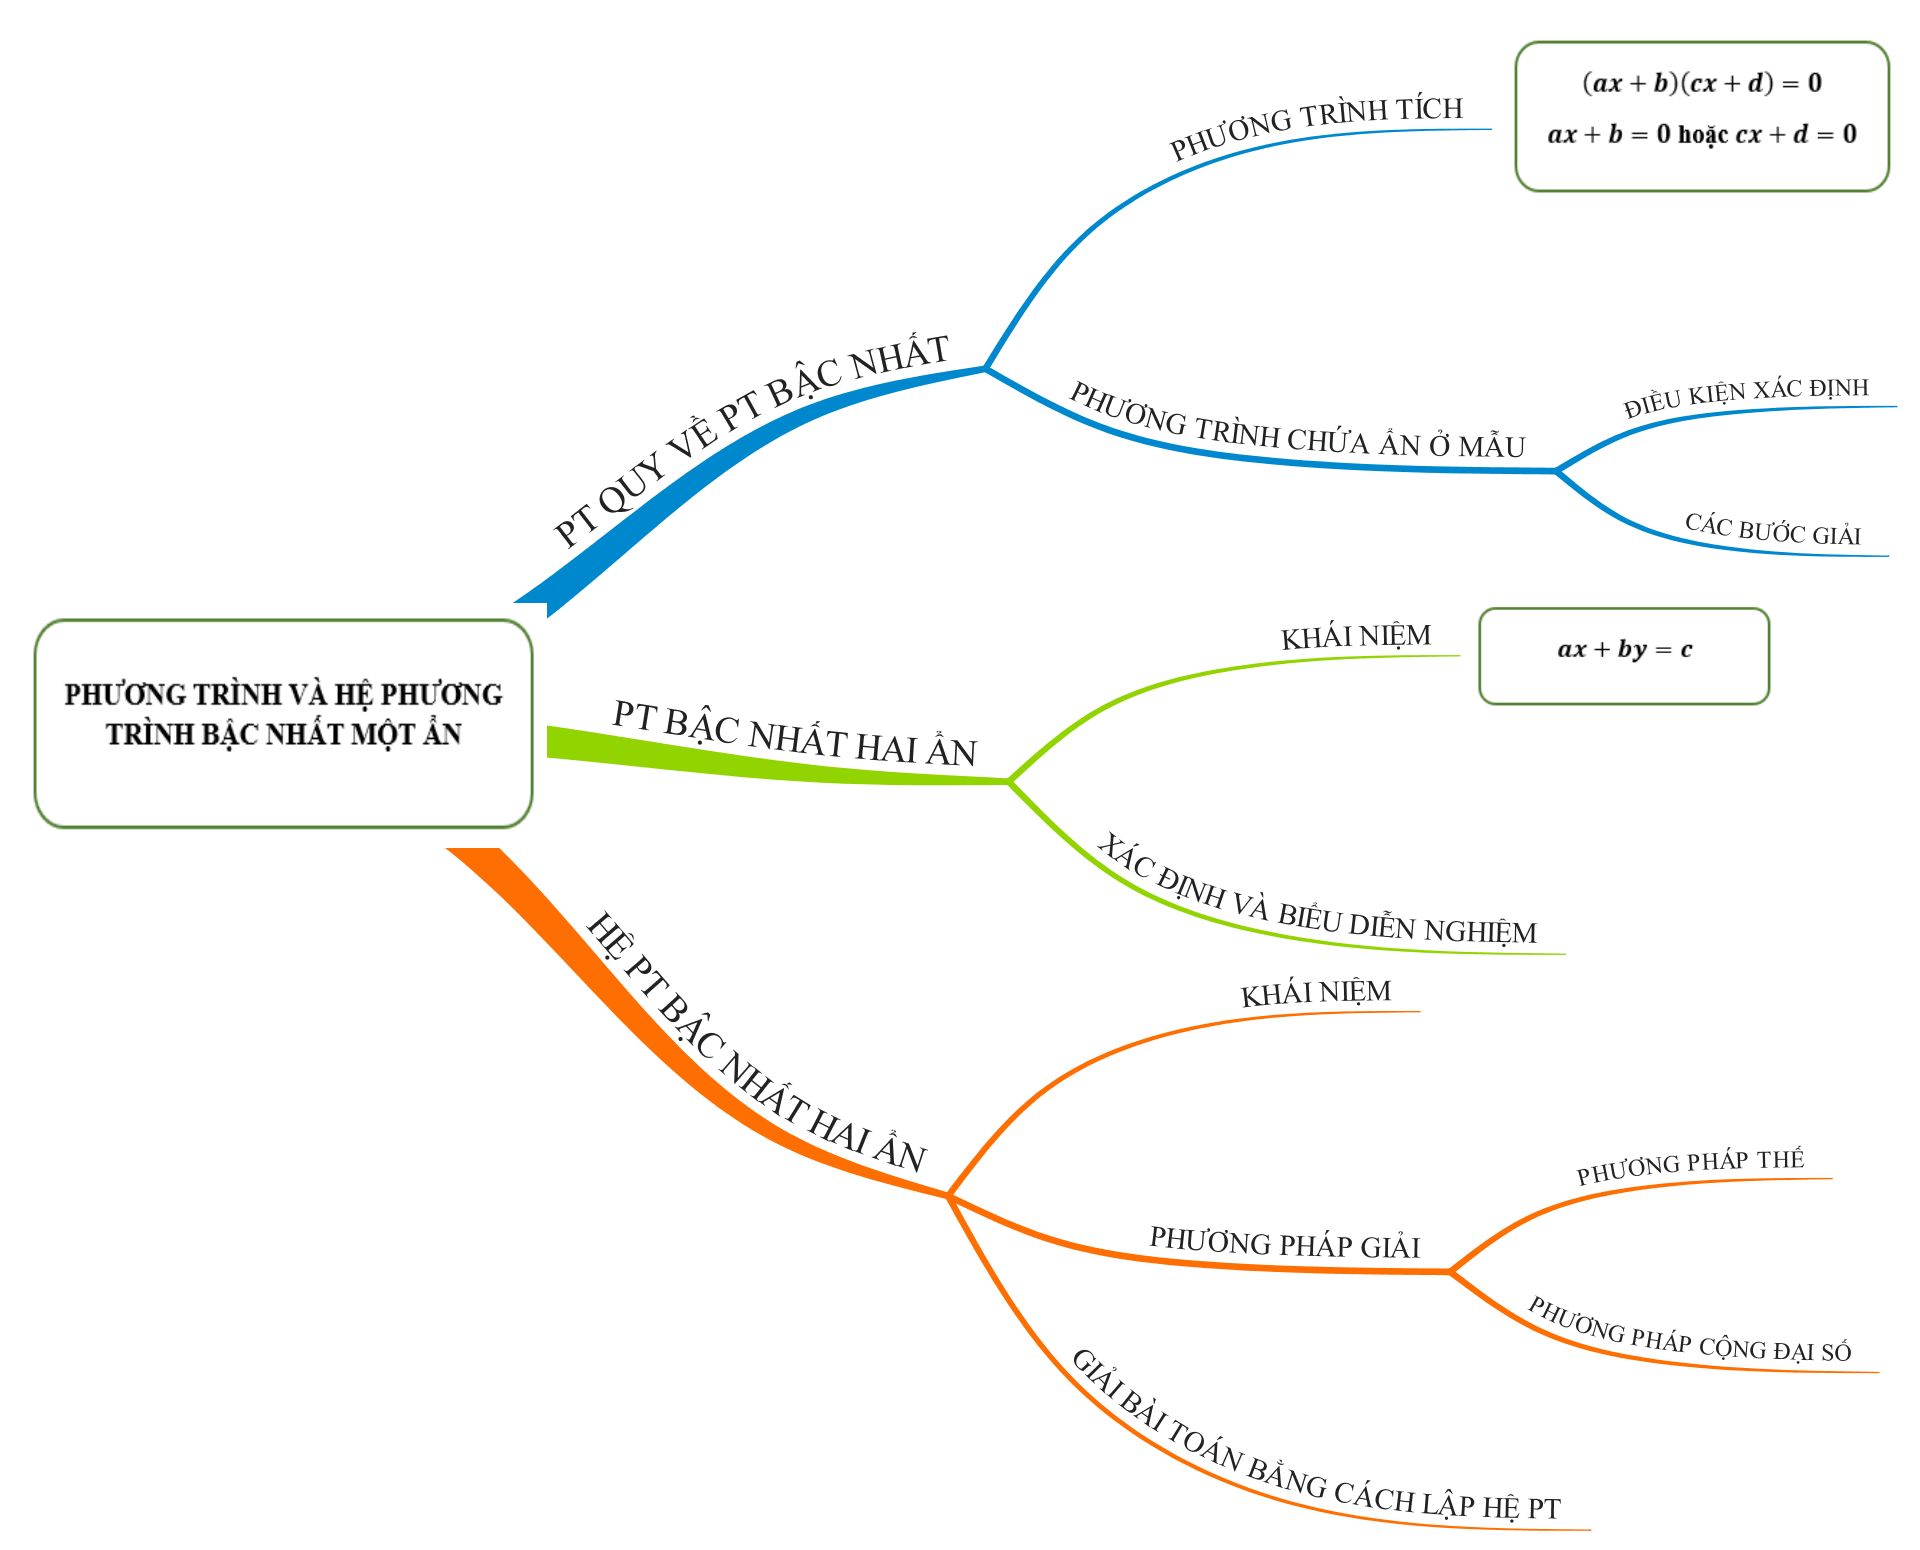 PHƯƠNG TRÌNH VÀ HỆ PHƯƠNG
TRÌNH BẬC NHẤT MỘT ẨN
PT QUY VỀ PT BẬC NHẤT
PHƯƠNG TRÌNH TÍCH
(ax + b)(cx + d) = 0
ax + b = 0 hoặc cx + d = 0
PHƯƠNG TRÌNH CHỨA ẨN Ở MẪU
ĐIỀU KIỆN XÁC ĐỊNH
CÁC BƯỚC GIẢI
PT BẬC NHẤT HAI ẨN
KHÁI NIỆM
ax + by = c
XÁC ĐỊNH VÀ BIỂU DIỄN NGHIỆM
HỆ PT BẬC NHẤT HAI ẨN
KHÁI NIỆM
PHƯƠNG PHÁP GIẢI
PHƯƠNG PHÁP THẾ
PHƯƠNG PHÁP CỘNG ĐẠI SỐ
GIẢI BÀI TOÁN BẰNG CÁCH LẬP HỆ PT